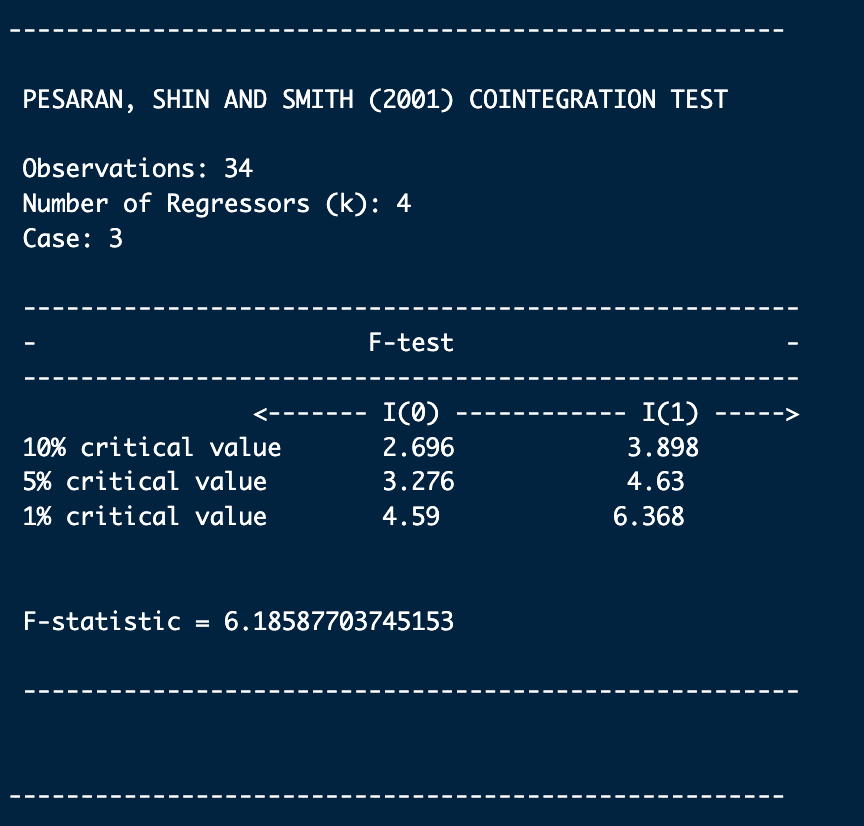 ------------------------------------------------------
PESARAN, SHIN AND SMITH (2001) COINTEGRATION TEST
Observations: 34
Number of Regressors (k): 4
Case: 3
------------------------------------------------------
- F-test -
------------------------------------------------------
<------- I(0) ------------ I(1) ----->
10% critical value 2.696 3.898
5% critical value 3.276 4.63
1% critical value 4.59 6.368
F-statistic = 6.18587703745153
------------------------------------------------------
------------------------------------------------------